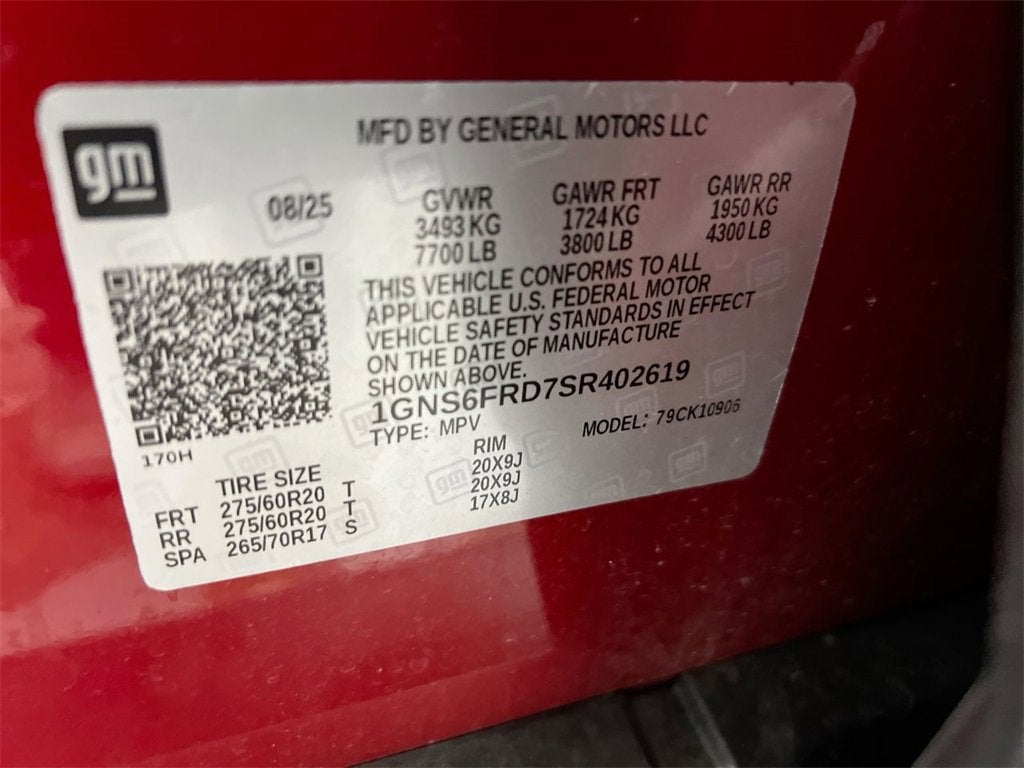 gm
MFD BY GENERAL MOTORS LLC
08/25
GVWR GAWR FRT GAWR RR
3493 KG 1724 KG 1950 KG
7700 LB 3800 LB 4300 LB
THIS VEHICLE CONFORMS TO ALL
APPLICABLE U.S. FEDERAL MOTOR
VEHICLE SAFETY STANDARDS IN EFFECT
ON THE DATE OF MANUFACTURE
SHOWN ABOVE.
1GNS6FRD7SR402619
TYPE: MPV MODEL: 79CK10906
170H
TIRE SIZE RIM
FRT 275/60R20 T 20X9J
RR 275/60R20 T 20X9J
SPA 265/70R17 S 17X8J